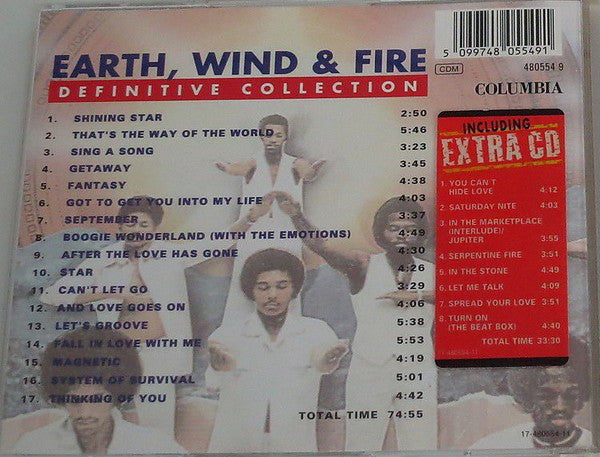 EARTH, WIND & FIRE
DEFINITIVE COLLECTION
1. SHINING STAR 2:50
2. THAT'S THE WAY OF THE WORLD 5:46
3. SING A SONG 3:23
4. GETAWAY 3:45
5. FANTASY 4:38
6. GOT TO GET YOU INTO MY LIFE 4:03
7. SEPTEMBER 3:37
8. BOOGIE WONDERLAND (WITH THE EMOTIONS) 4:49
9. AFTER THE LOVE HAS GONE 4:30
10. STAR 4:26
11. CAN'T LET GO 3:29
12. AND LOVE GOES ON 4:06
13. LET'S GROOVE 5:38
14. FALL IN LOVE WITH ME 5:53
15. MAGNETIC 4:19
16. SYSTEM OF SURVIVAL 5:01
17. THINKING OF YOU 4:42
TOTAL TIME 74:55
5 099748 055491
CDM 480554 9
COLUMBIA
INCLUDING
EXTRA CD
1. YOU CAN'T
HIDE LOVE 4:12
2. SATURDAY NITE 4:03
3. IN THE MARKETPLACE
(INTERLUDE)/
JUPITER 3:55
4. SERPENTINE FIRE 3:51
5. IN THE STONE 4:49
6. LET ME TALK 4:09
7. SPREAD YOUR LOVE 3:51
8. TURN ON
(THE BEAT BOX) 4:40
TOTAL TIME 33:30
17-480554-11
17-480554-14